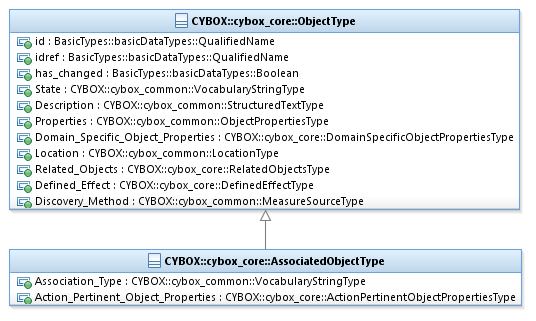 CYBOX::cybox_core::ObjectType
id : BasicTypes::basicDataTypes::QualifiedName
idref : BasicTypes::basicDataTypes::QualifiedName
has_changed : BasicTypes::basicDataTypes::Boolean
State : CYBOX::cybox_common::VocabularyStringType
Description : CYBOX::cybox_common::StructuredTextType
Properties : CYBOX::cybox_common::ObjectPropertiesType
Domain_Specific_Object_Properties : CYBOX::cybox_core::DomainSpecificObjectPropertiesType
Location : CYBOX::cybox_common::LocationType
Related_Objects : CYBOX::cybox_core::RelatedObjectsType
Defined_Effect : CYBOX::cybox_core::DefinedEffectType
Discovery_Method : CYBOX::cybox_common::MeasureSourceType
CYBOX::cybox_core::AssociatedObjectType
Association_Type : CYBOX::cybox_common::VocabularyStringType
Action_Pertinent_Object_Properties : CYBOX::cybox_core::ActionPertinentObjectPropertiesType